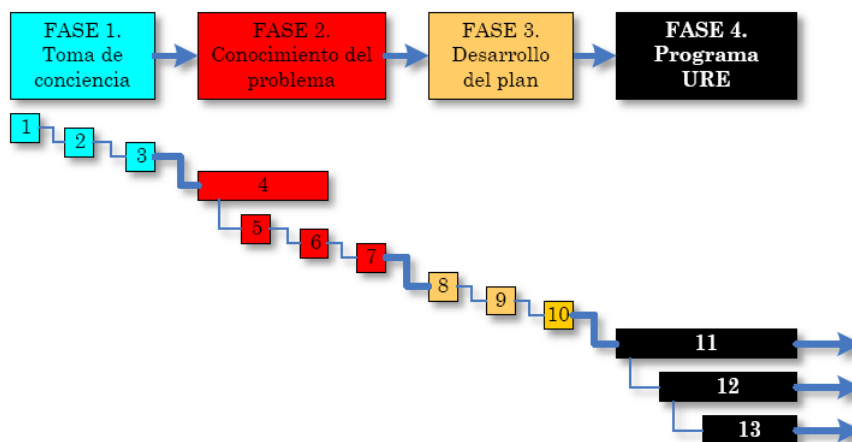 FASE 1.
Toma de
conciencia
FASE 2.
Conocimiento del
problema
FASE 3.
Desarrollo
del plan
FASE 4.
Programa
URE
1
2
3
4
5
6
7
8
9
10
11
12
13